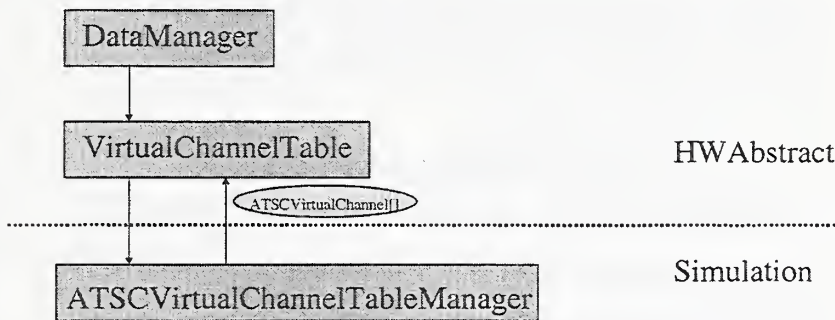 DataManager
VirtualChannelTable
HWAbstract
ATSCVirtualChannel[]
Simulation
ATSCVirtualChannelTableManager